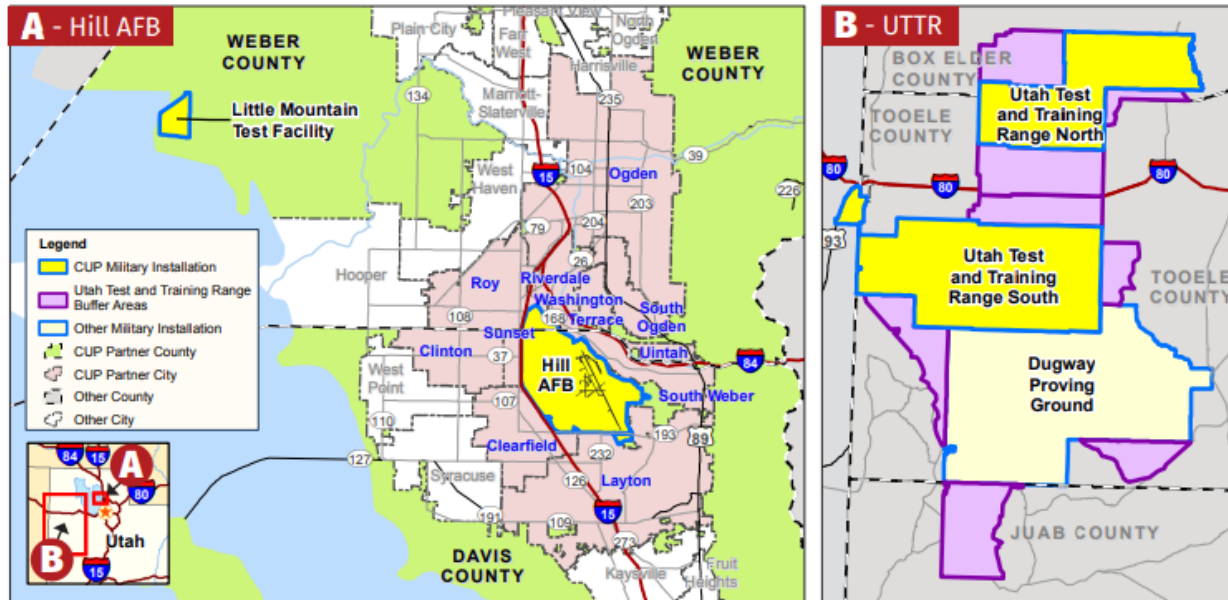 A - Hill AFB
WEBER
COUNTY
Little Mountain
Test Facility
Plain City
Pleasant View
Farr
West
North
Ogden
Harrisville
Marriott-
Slaterville
WEBER
COUNTY
134
235
15
39
West
Haven
104
Ogden
203
226
79
204
26
Hooper
Roy
Riverdale
Washington
Terrace
South
Ogden
108
168
Sunset
Uintah
Clinton
37
84
West
Point
Hill
AFB
South Weber
107
110
193
89
Clearfield
232
127
Syracuse
126
Layton
15
191
109
273
DAVIS
COUNTY
Kaysville
Fruit
Heights
Legend
CUP Military Installation
Utah Test and Training Range
Buffer Areas
Other Military Installation
CUP Partner County
CUP Partner City
Other County
Other City
84
15
A
80
Utah
B
15
B - UTTR
BOX ELDER
COUNTY
TOOELE
COUNTY
Utah Test
and Training
Range North
80
80
80
93
Utah Test
and Training
Range South
TOOELE
COUNTY
Dugway
Proving
Ground
JUAB COUNTY